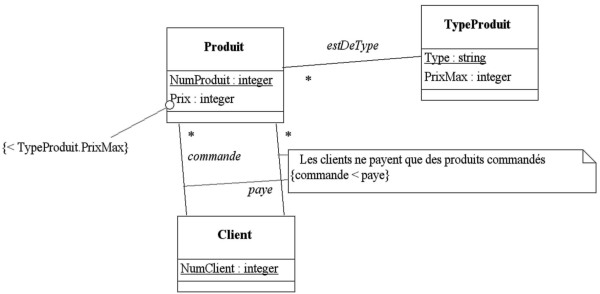 Produit
NumProduit : integer
Prix : integer
estDeType
*
TypeProduit
Type : string
PrixMax : integer
{< TypeProduit.PrixMax}
*
*
commande
paye
Les clients ne payent que des produits commandés
{commande < paye}
Client
NumClient : integer